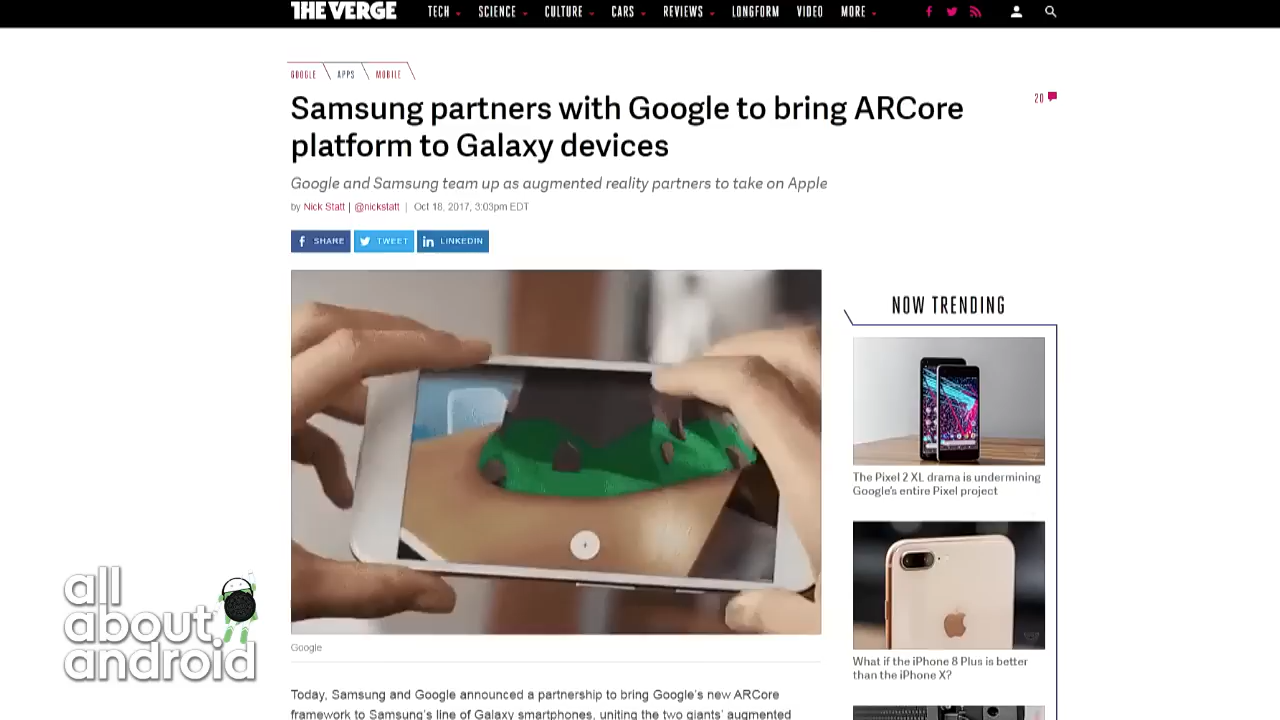 THE VERGE
TECH SCIENCE CULTURE CARS REVIEWS LONGFORM VIDEO MORE
GOOGLE APPS MOBILE
Samsung partners with Google to bring ARCore
platform to Galaxy devices
20
Google and Samsung team up as augmented reality partners to take on Apple
by Nick Statt | @nickstatt | Oct 18, 2017, 3:03pm EDT
f SHARE TWEET in LINKEDIN
NOW TRENDING
The Pixel 2 XL drama is undermining
Google's entire Pixel project
What if the iPhone 8 Plus is better
than the iPhone X?
Google
Today, Samsung and Google announced a partnership to bring Google's new ARCore
framework to Samsung's line of Galaxy smartphones, uniting the two giants' augmented
all
about
android